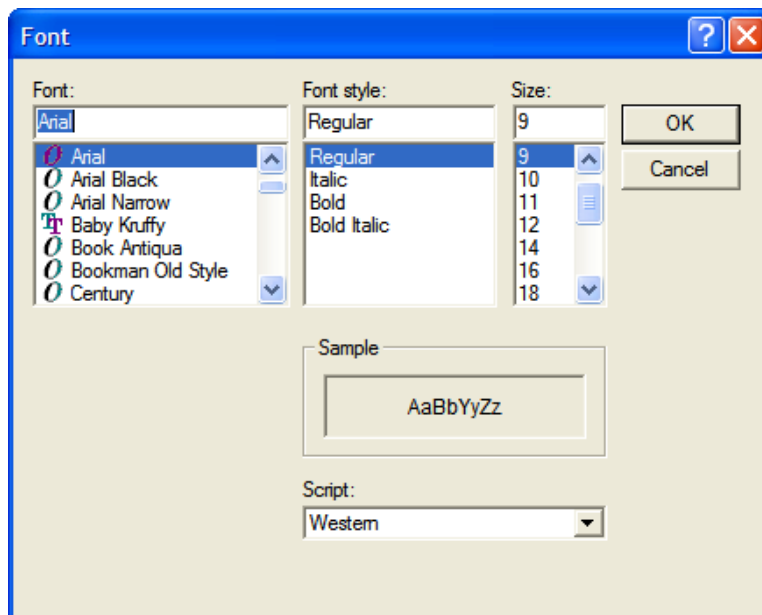 Font
Font:
Arial
Arial
Arial Black
Arial Narrow
Baby Kruffy
Book Antiqua
Bookman Old Style
Century
Font style:
Regular
Regular
Italic
Bold
Bold Italic
Size:
9
9
10
11
12
14
16
18
OK
Cancel
Sample
AaBbYyZz
Script:
Western